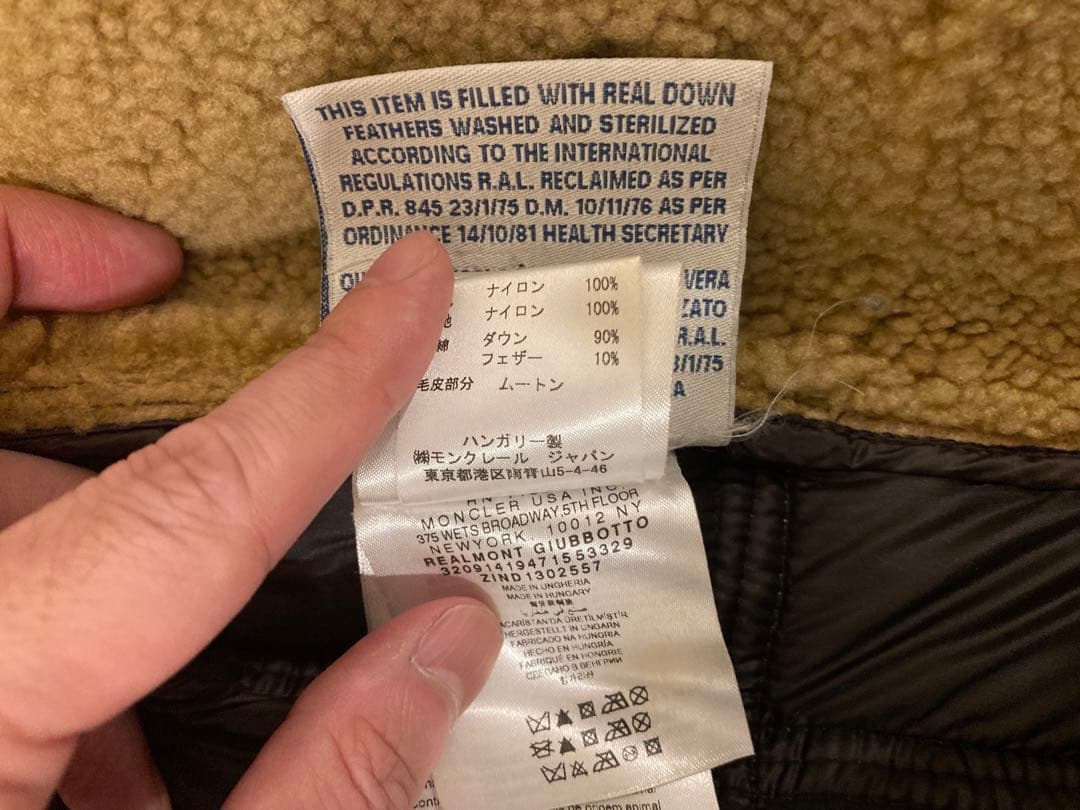 THIS ITEM IS FILLED WITH REAL DOWN
FEATHERS WASHED AND STERILIZED
ACCORDING TO THE INTERNATIONAL
REGULATIONS R.A.L. RECLAIMED AS PER
D.P.R. 845 23/1/75 D.M. 10/11/76 AS PER
ORDINANCE 14/10/81 HEALTH SECRETARY
VERA
R.A.L.
ナイロン 100%
ナイロン 100%
綿 ダウン 90%
フェザー 10%
毛皮部分 ムートン
ハンガリー製
㈱モンクレール ジャパン
東京都港区南青山5-4-46
MONCLER USA INC.
375 WETS BROADWAY 5TH FLOOR
NEWYORK 10012 NY
REALMONT GIUBBOTTO
32091419471553329
ZIND1302557
MADE IN UNGHERIA
MADE IN HUNGARY
HERGESTELLT IN UNGARN
FABRICADO NA HUNGRIA
HECHO EN HUNGRÍA
FABRIQUÉ EN HONGRIE
СДЕЛАНО В ВЕНГРИИ